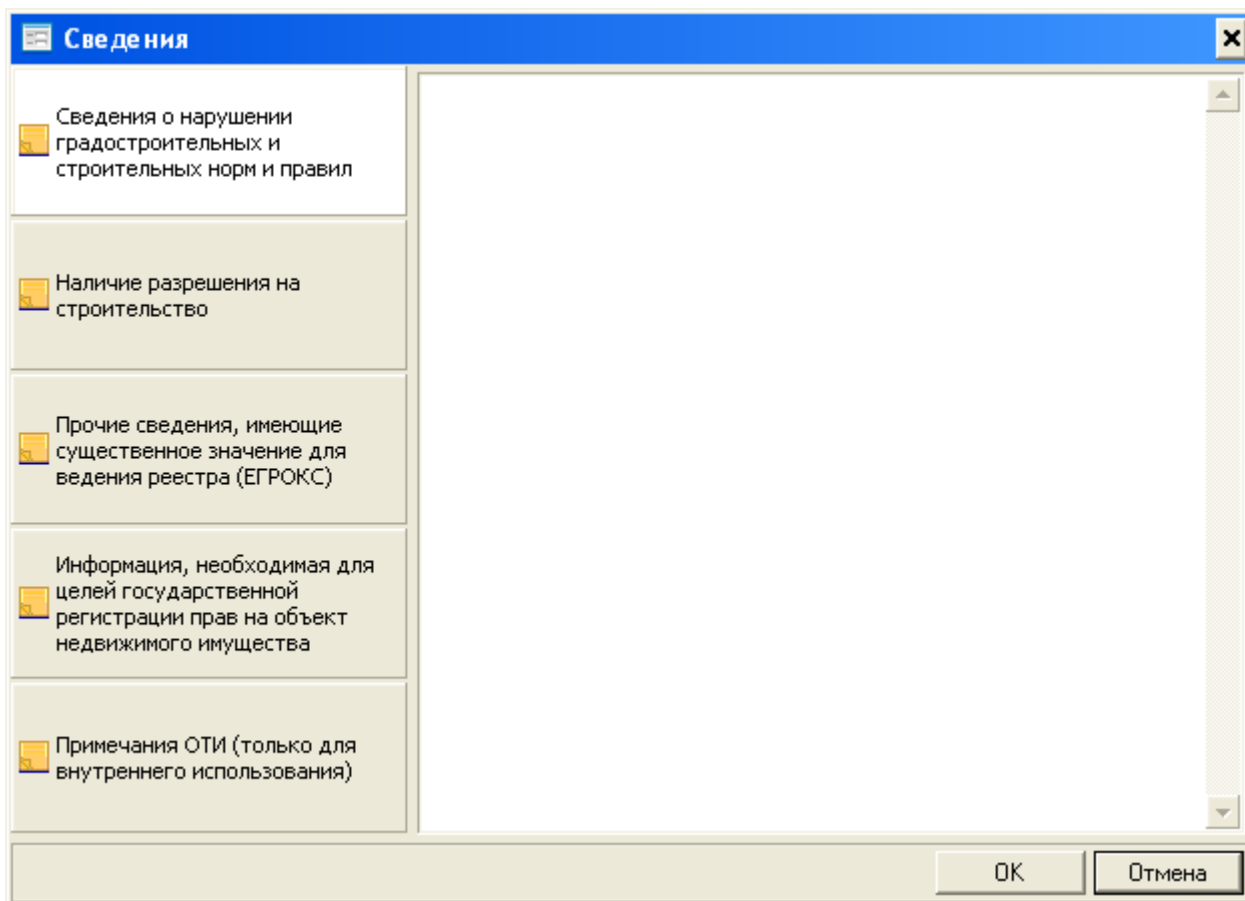 Сведения
Сведения о нарушении
градостроительных и
строительных норм и правил
Наличие разрешения на
строительство
Прочие сведения, имеющие
существенное значение для
ведения реестра (ЕГРОКС)
Информация, необходимая для
целей государственной
регистрации прав на объект
недвижимого имущества
Примечания ОТИ (только для
внутреннего использования)
OK
Отмена